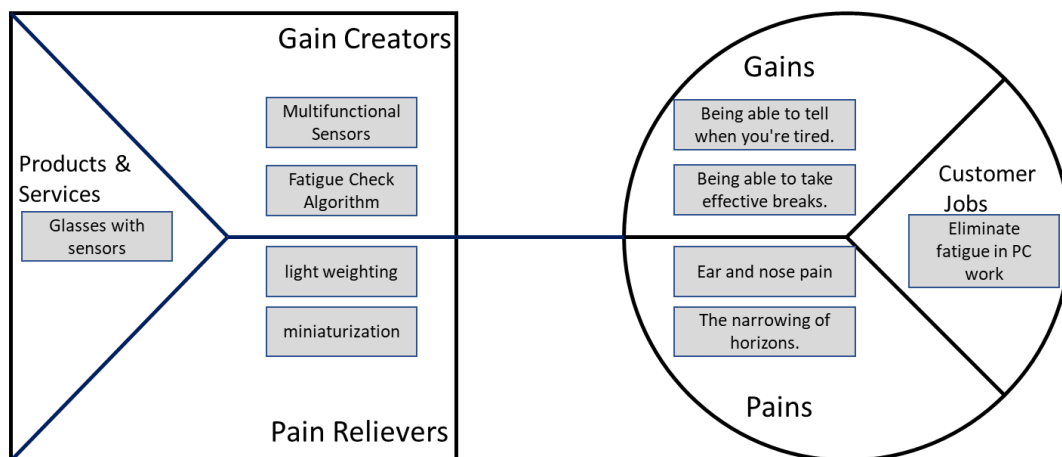 Gain Creators
Multifunctional
Sensors
Fatigue Check
Algorithm
Products &
Services
Glasses with
sensors
light weighting
miniaturization
Pain Relievers
Gains
Being able to tell
when you're tired.
Being able to take
effective breaks.
Customer
Jobs
Eliminate
fatigue in PC
work
Ear and nose pain
The narrowing of
horizons.
Pains